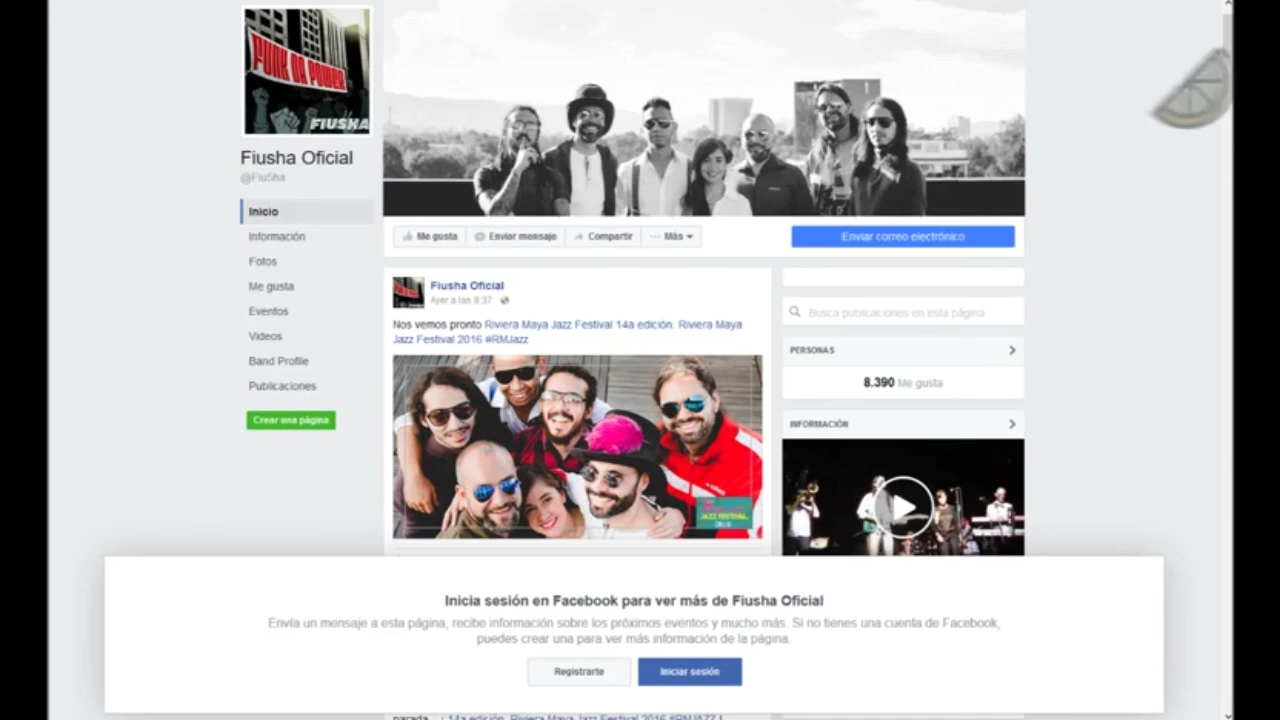 FUNK DA POWER
FIUSHA
Fiusha Oficial
@FiuSha
Inicio
Información
Fotos
Me gusta
Eventos
Videos
Band Profile
Publicaciones
Crear una página
Me gusta
Enviar mensaje
Compartir
Más
Enviar correo electrónico
Fiusha Oficial
Ayer a las 8:37
Nos vemos pronto Riviera Maya Jazz Festival 14a edición. Riviera Maya
Jazz Festival 2016 #RMJazz
JAZZ FESTIVAL
Busca publicaciones en esta página
PERSONAS
8.390 Me gusta
INFORMACIÓN
Inicia sesión en Facebook para ver más de Fiusha Oficial
Envía un mensaje a esta página, recibe información sobre los próximos eventos y mucho más. Si no tienes una cuenta de Facebook,
puedes crear una para ver más información de la página.
Registrarte
Iniciar sesión
14a edición. Riviera Maya Jazz Festival 2016 #RMJAZZ !